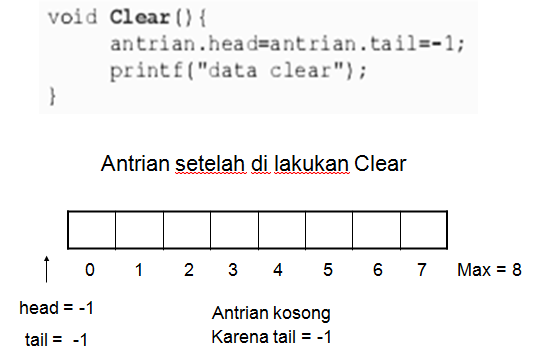 void Clear(){
antrian.head=antrian.tail=-1;
printf("data clear");
}
Antrian setelah di lakukan Clear
0 1 2 3 4 5 6 7 Max = 8
head = -1
tail = -1
Antrian kosong
Karena tail = -1